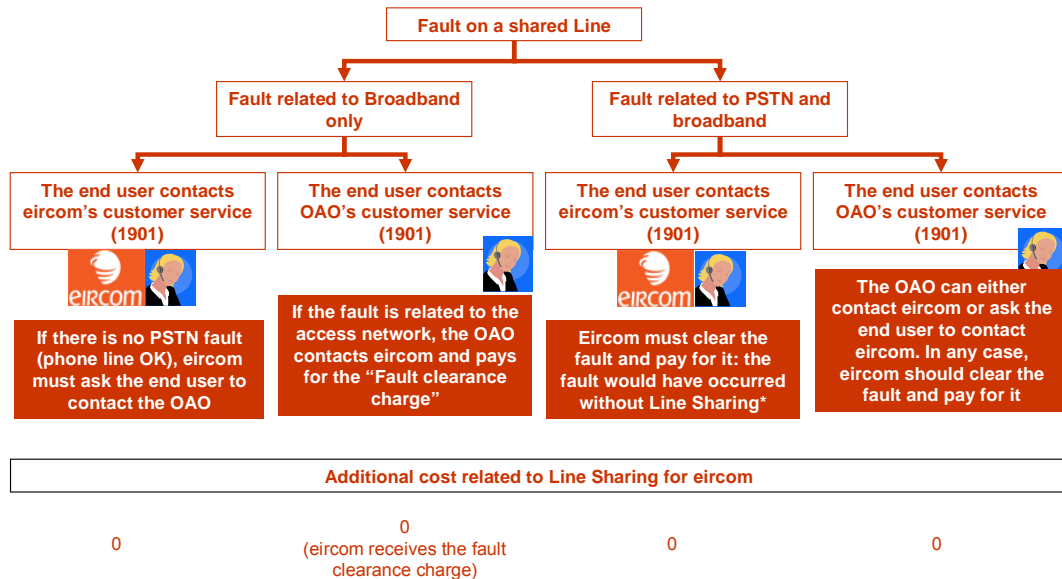 Fault on a shared Line
Fault related to Broadband
only
Fault related to PSTN and
broadband
The end user contacts
eircom's customer service
(1901)
The end user contacts
OAO's customer service
(1901)
The end user contacts
eircom's customer service
(1901)
The end user contacts
OAO's customer service
(1901)
eircom
eircom
If there is no PSTN fault
(phone line OK), eircom
must ask the end user to
contact the OAO
If the fault is related to the
access network, the OAO
contacts eircom and pays
for the “Fault clearance
charge”
Eircom must clear the
fault and pay for it: the
fault would have occurred
without Line Sharing*
The OAO can either
contact eircom or ask the
end user to contact
eircom. In any case,
eircom should clear the
fault and pay for it
Additional cost related to Line Sharing for eircom
0
0
(eircom receives the fault
clearance charge)
0
0